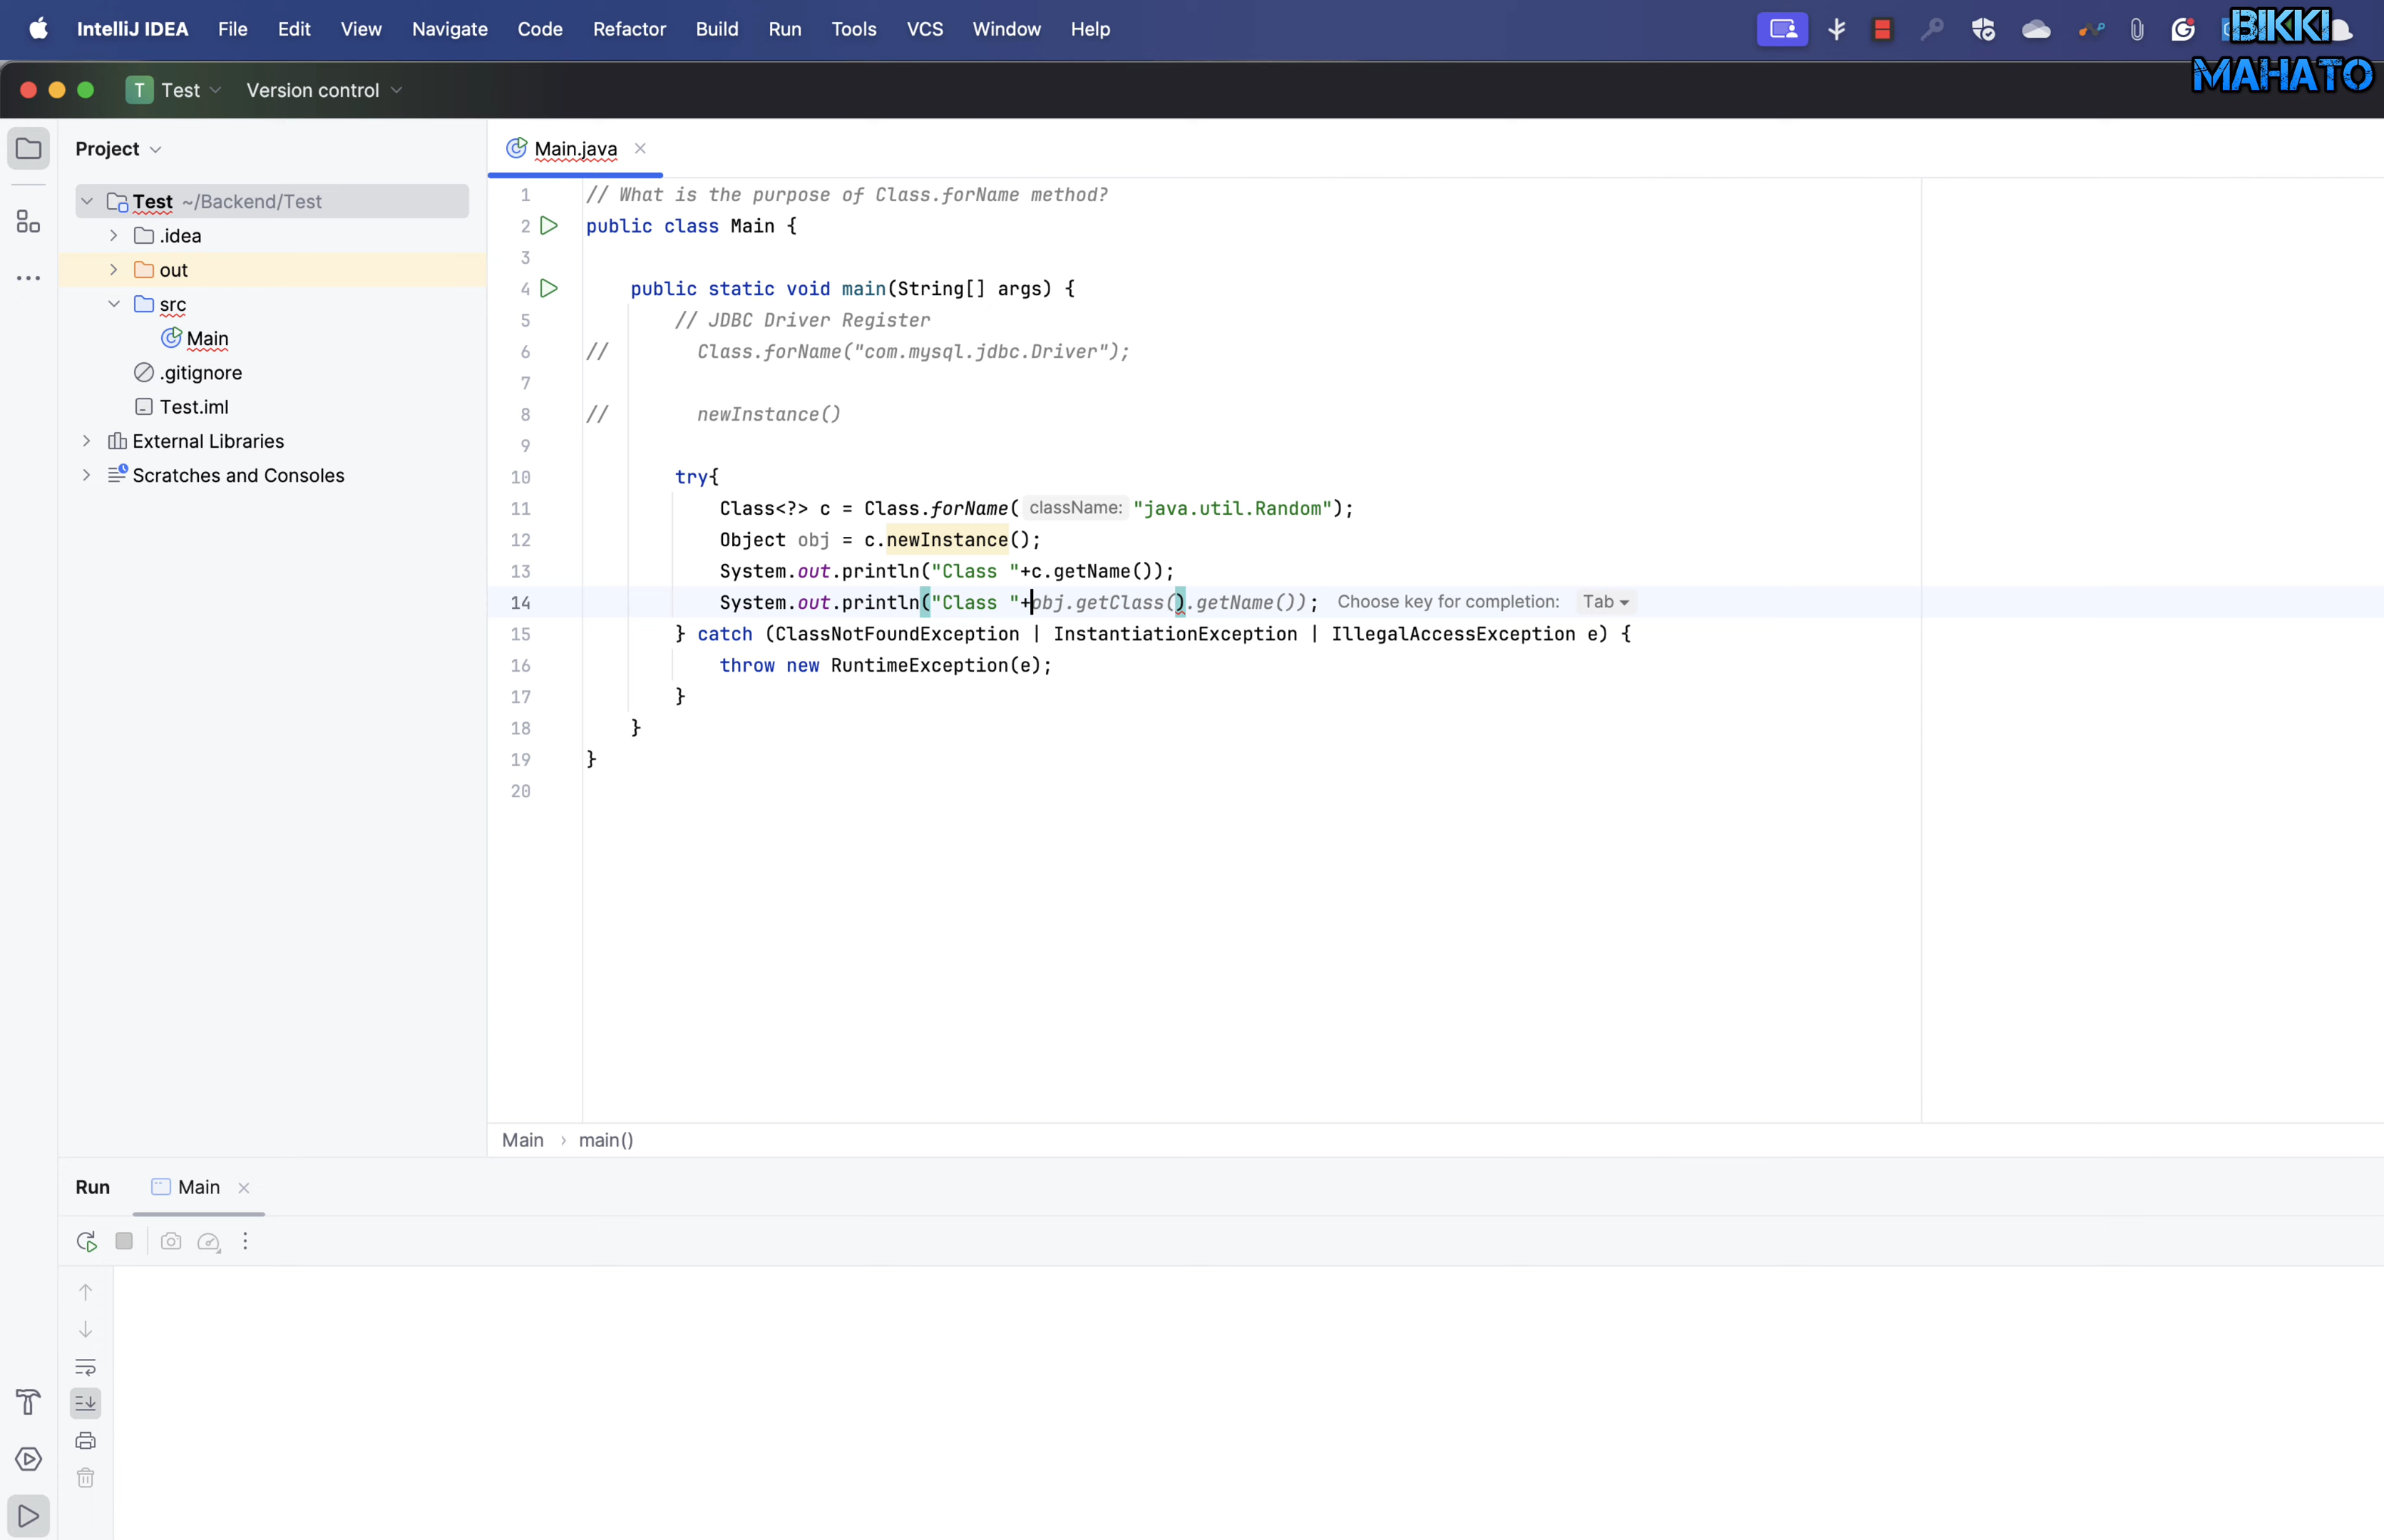 IntelliJ IDEA File Edit View Navigate Code Refactor Build Run Tools VCS Window Help
BIKKI
MAHATO
T Test Version control
Project
Main.java
Test ~/Backend/Test
.idea
out
src
Main
.gitignore
Test.iml
External Libraries
Scratches and Consoles
1 // What is the purpose of Class.forName method?
2 public class Main {
3
4 public static void main(String[] args) {
5 // JDBC Driver Register
6 // Class.forName("com.mysql.jdbc.Driver");
7
8 // newInstance()
9
10 try{
11 Class<?> c = Class.forName( className: "java.util.Random");
12 Object obj = c.newInstance();
13 System.out.println("Class "+c.getName());
14 System.out.println("Class "+obj.getClass().getName()); Choose key for completion: Tab
15 } catch (ClassNotFoundException | InstantiationException | IllegalAccessException e) {
16 throw new RuntimeException(e);
17 }
18 }
19 }
20
Main › main()
Run Main